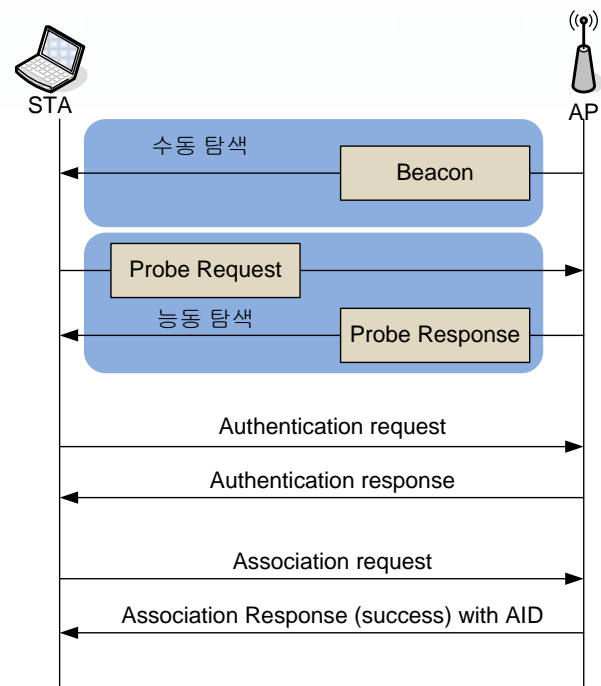 STA
AP
수동 탐색
Beacon
Probe Request
능동 탐색
Probe Response
Authentication request
Authentication response
Association request
Association Response (success) with AID